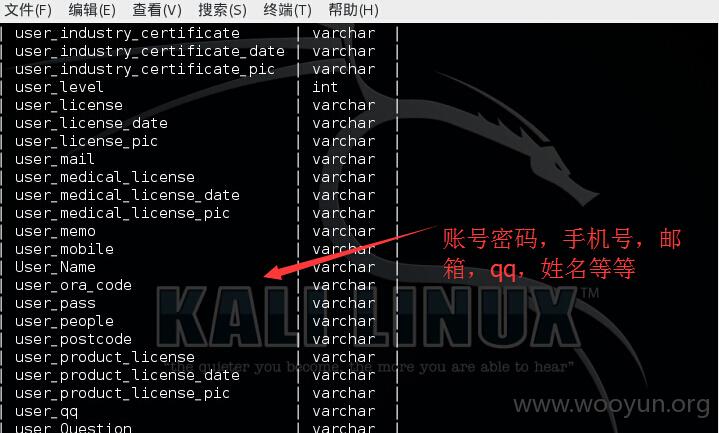 文件(F) 编辑(E) 查看(V) 搜索(S) 终端(T) 帮助(H)
| user_industry_certificate | varchar |
| user_industry_certificate_date | varchar |
| user_industry_certificate_pic | varchar |
| user_level | int |
| user_license | varchar |
| user_license_date | varchar |
| user_license_pic | varchar |
| user_mail | varchar |
| user_medical_license | varchar |
| user_medical_license_date | varchar |
| user_medical_license_pic | varchar |
| user_memo | varchar |
| user_mobile | varchar |
| User_Name | varchar |
| user_ora_code | varchar |
| user_pass | varchar |
| user_people | varchar |
| user_postcode | varchar |
| user_product_license | varchar |
| user_product_license_date | varchar |
| user_product_license_pic | varchar |
| user_qq | varchar |
| user_Question | varchar |
账号密码，手机号，邮
箱，qq，姓名等等
KALI LINUX™
"the quieter you become, the more you are able to hear"
www.wooyun.org